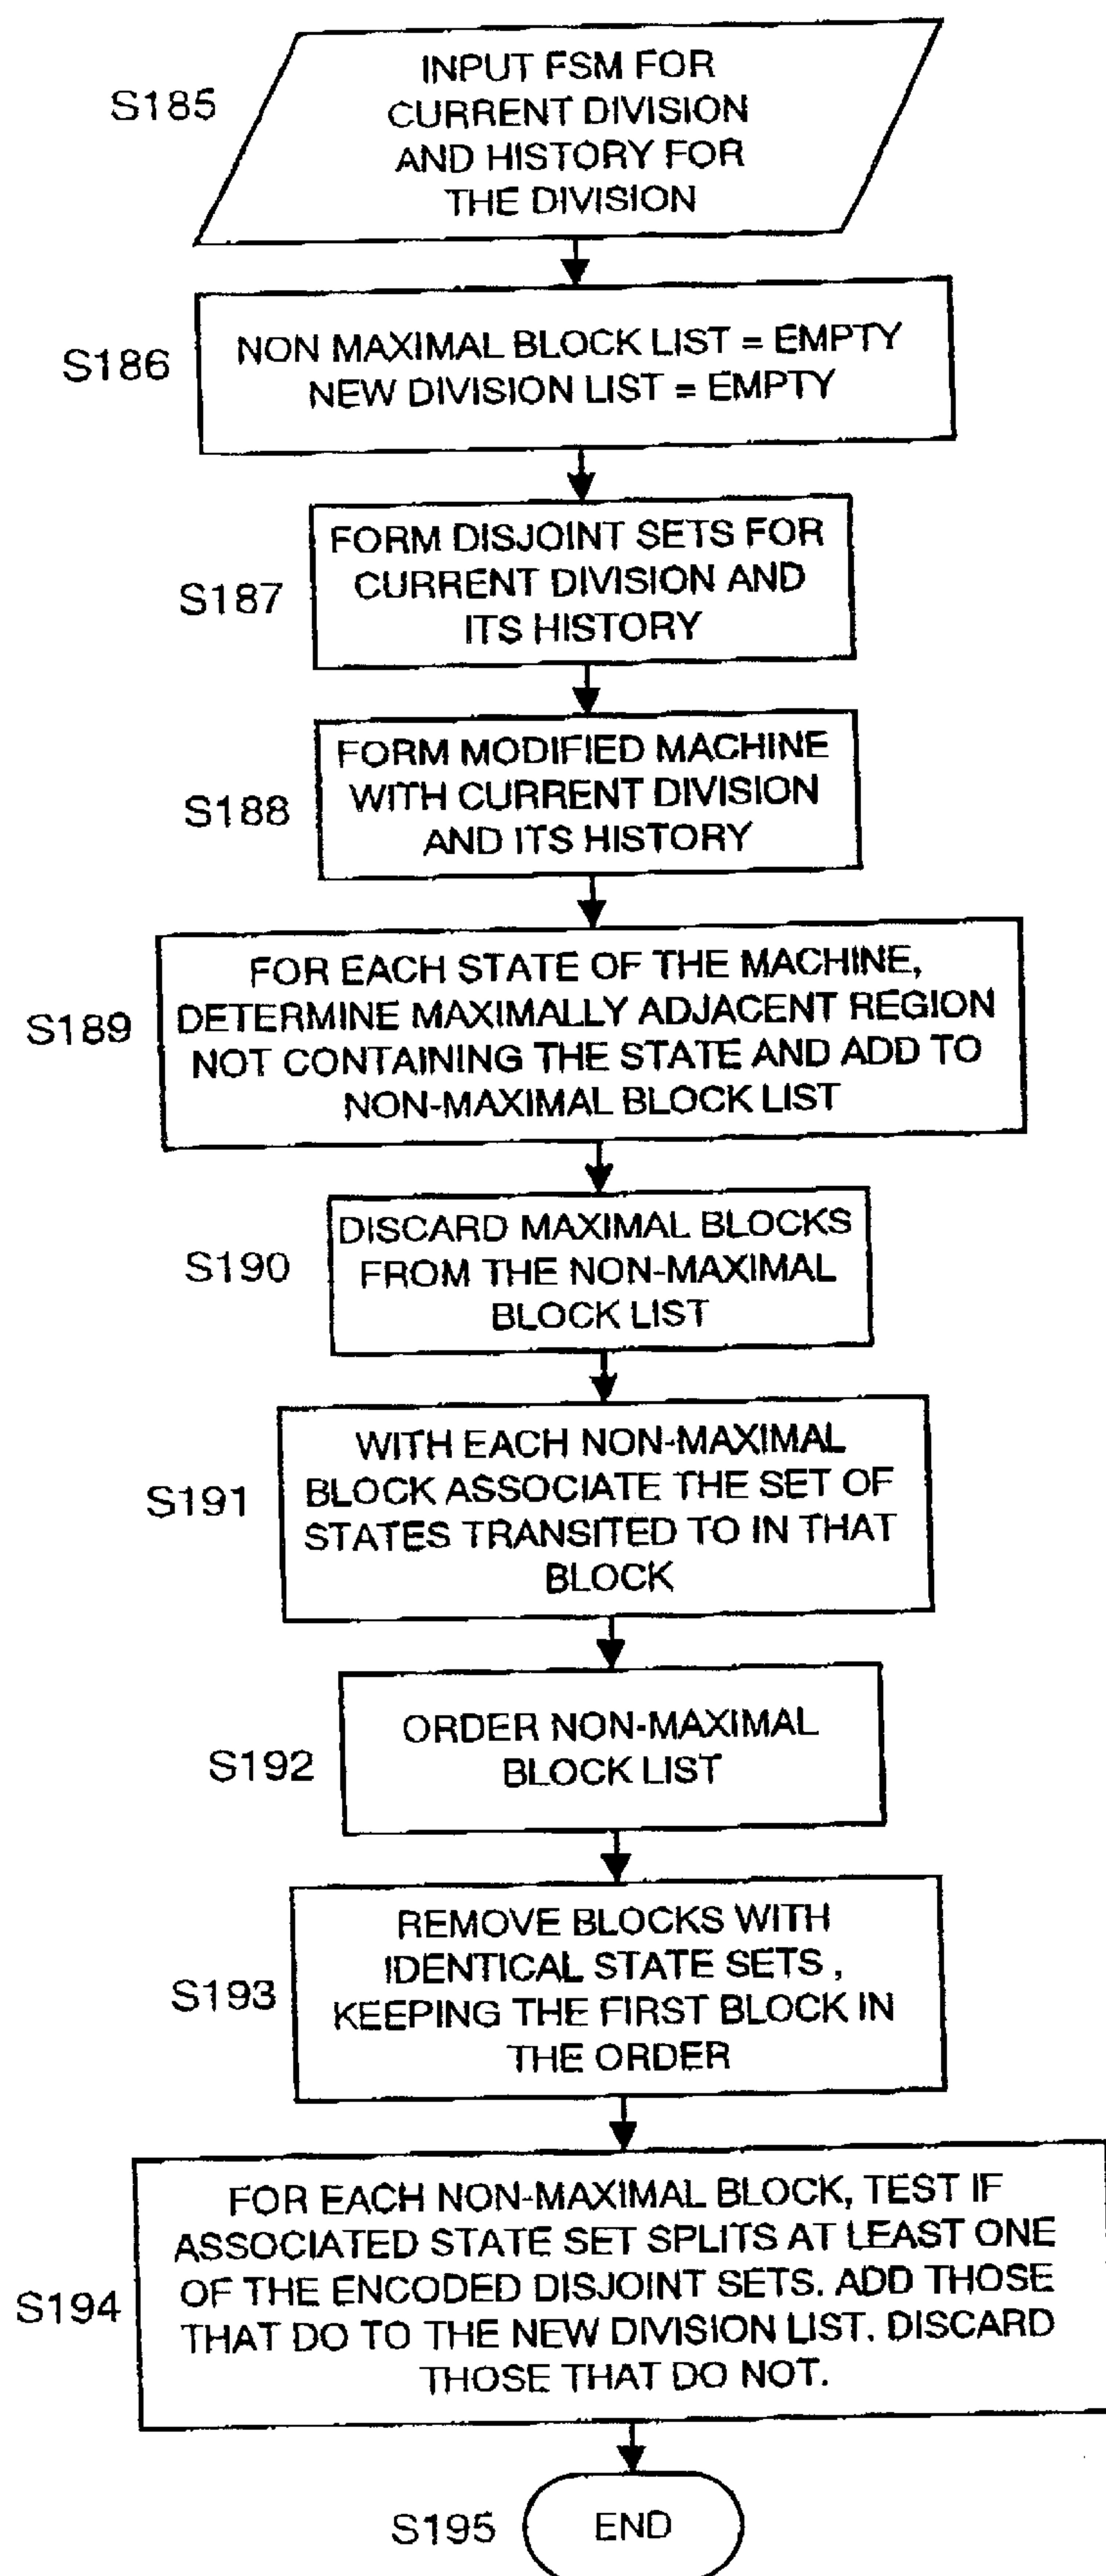 S185
INPUT FSM FOR
CURRENT DIVISION
AND HISTORY FOR
THE DIVISION
S186
NON MAXIMAL BLOCK LIST = EMPTY
NEW DIVISION LIST = EMPTY
S187
FORM DISJOINT SETS FOR
CURRENT DIVISION AND
ITS HISTORY
S188
FORM MODIFIED MACHINE
WITH CURRENT DIVISION
AND ITS HISTORY
S189
FOR EACH STATE OF THE MACHINE,
DETERMINE MAXIMALLY ADJACENT REGION
NOT CONTAINING THE STATE AND ADD TO
NON-MAXIMAL BLOCK LIST
S190
DISCARD MAXIMAL BLOCKS
FROM THE NON-MAXIMAL
BLOCK LIST
S191
WITH EACH NON-MAXIMAL
BLOCK ASSOCIATE THE SET OF
STATES TRANSITED TO IN THAT
BLOCK
S192
ORDER NON-MAXIMAL
BLOCK LIST
S193
REMOVE BLOCKS WITH
IDENTICAL STATE SETS ,
KEEPING THE FIRST BLOCK IN
THE ORDER
S194
FOR EACH NON-MAXIMAL BLOCK, TEST IF
ASSOCIATED STATE SET SPLITS AT LEAST ONE
OF THE ENCODED DISJOINT SETS. ADD THOSE
THAT DO TO THE NEW DIVISION LIST. DISCARD
THOSE THAT DO NOT.
S195
END